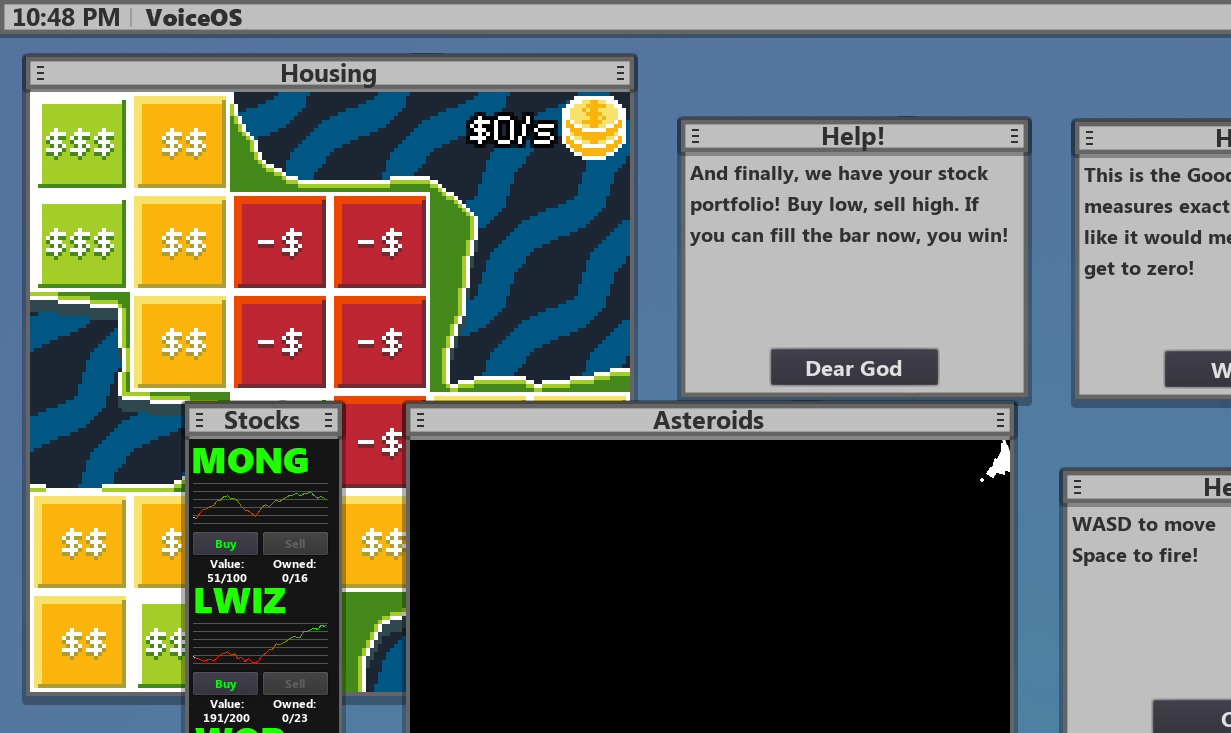 10:48 PM VoiceOS
Housing
$$$ $$
$0/s
$$$ $$ -$ -$
$$ -$ -$
-$
$$ $$
$$ $$
Help!
And finally, we have your stock
portfolio! Buy low, sell high. If
you can fill the bar now, you win!
Dear God
H
This is the Good
measures exact
like it would me
get to zero!
W
Stocks
MONG
Buy Sell
Value: Owned:
51/100 0/16
LWIZ
Buy Sell
Value: Owned:
191/200 0/23
Asteroids
He
WASD to move
Space to fire!